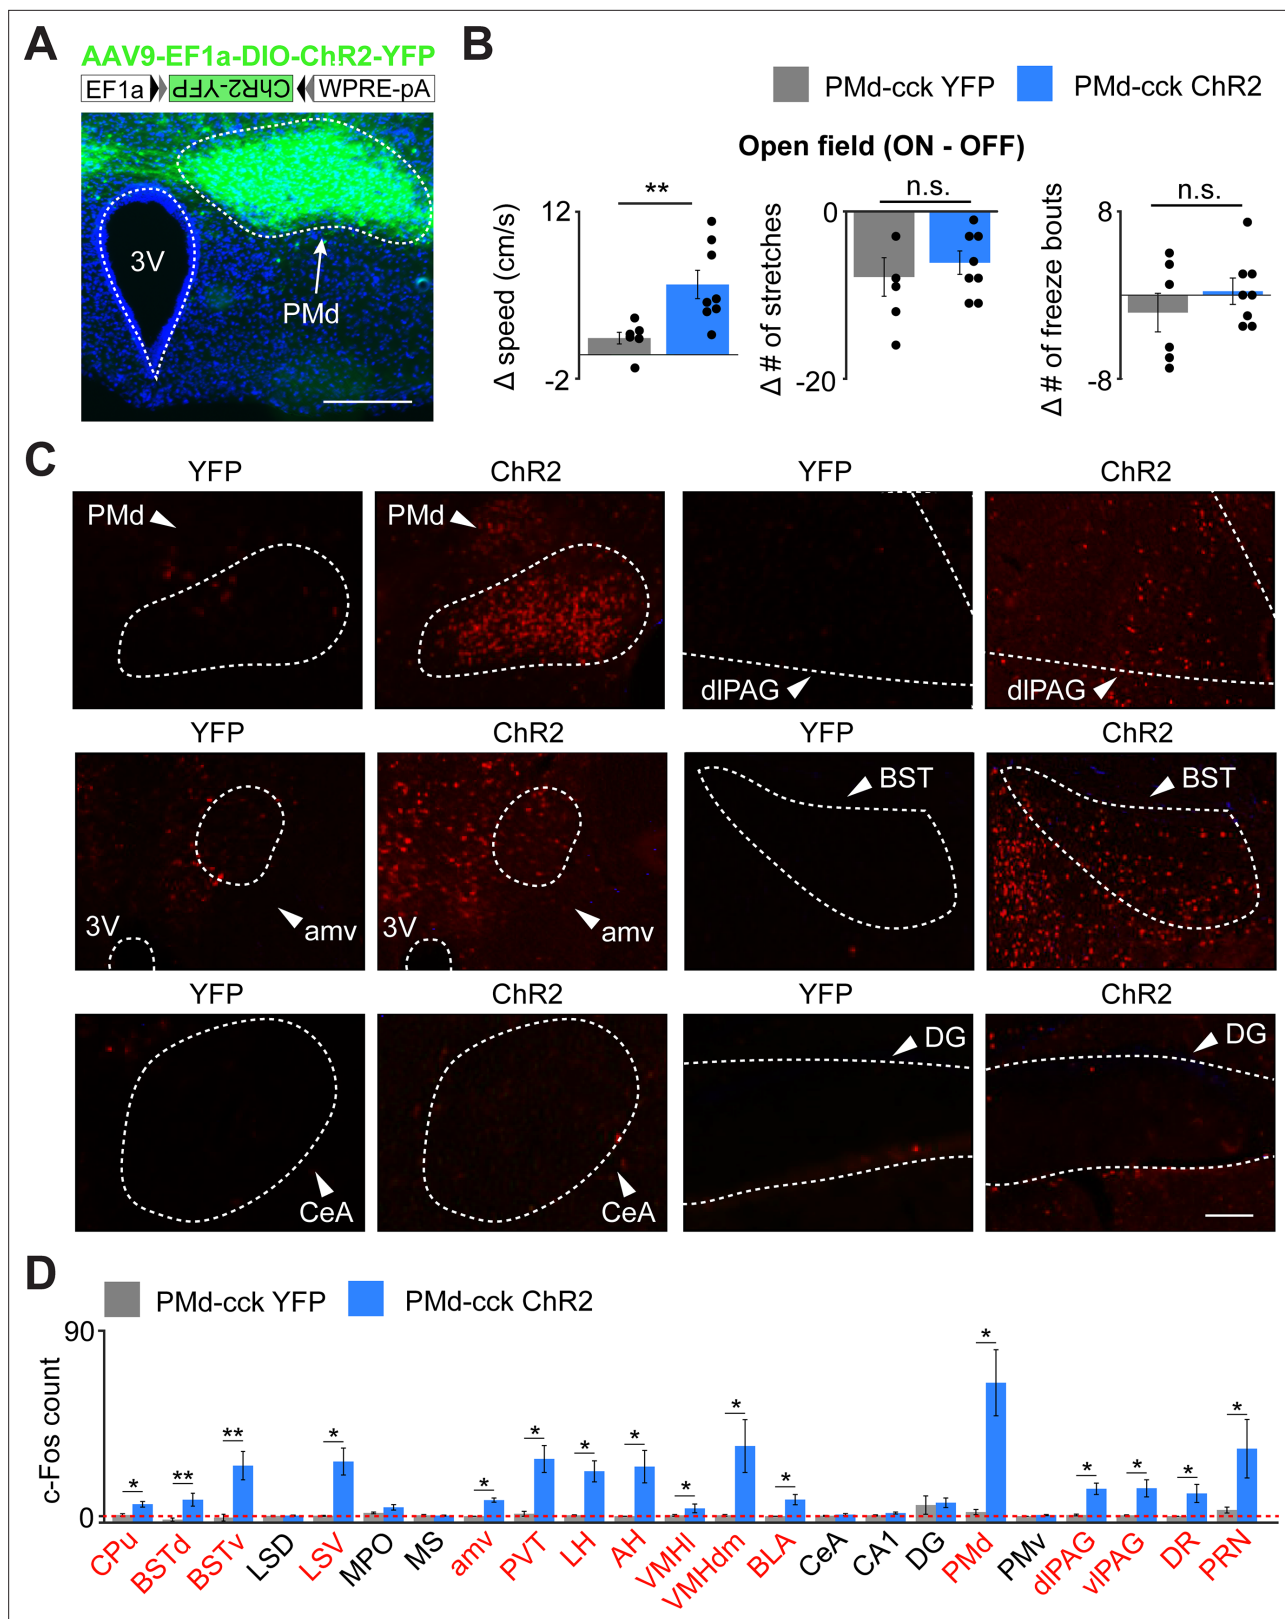 A
AAV9-EF1a-DIO-ChR2-YFP
EF1a ChR2-YFP WPRE-pA
3V
PMd
B
PMd-cck YFP PMd-cck ChR2
Open field (ON - OFF)
Δ speed (cm/s)
12
-2
**
Δ # of stretches
0
-20
n.s.
Δ # of freeze bouts
8
-8
n.s.
C
YFP ChR2 YFP ChR2
PMd PMd dlPAG dlPAG
YFP ChR2 YFP ChR2
3V amv 3V amv BST BST
YFP ChR2 YFP ChR2
CeA CeA DG DG
D
PMd-cck YFP PMd-cck ChR2
c-Fos count
90
0
* ** ** * * * * * * * * * * * * *
CPu BSTd BSTv LSD LSV MPO MS amv PVT LH AH VMHl VMHdm BLA CeA CA1 DG PMd PMv dlPAG vlPAG DR PRN